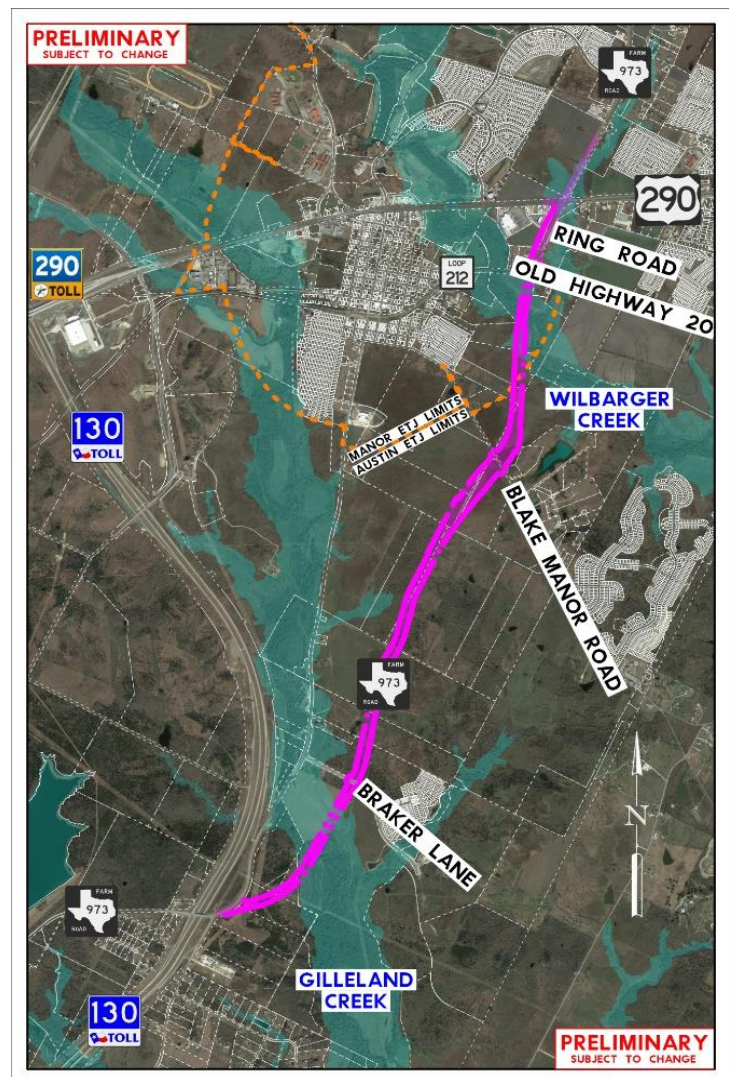 PRELIMINARY
SUBJECT TO CHANGE
FARM
973
ROAD
290
RING ROAD
290
TOLL
LOOP
212
OLD HIGHWAY 20
WILBARGER
CREEK
130
TOLL
MANOR ETJ LIMITS
AUSTIN ETJ LIMITS
BLAKE MANOR ROAD
FARM
973
ROAD
BRAKER LANE
N
FARM
973
ROAD
GILLELAND
CREEK
130
TOLL
PRELIMINARY
SUBJECT TO CHANGE